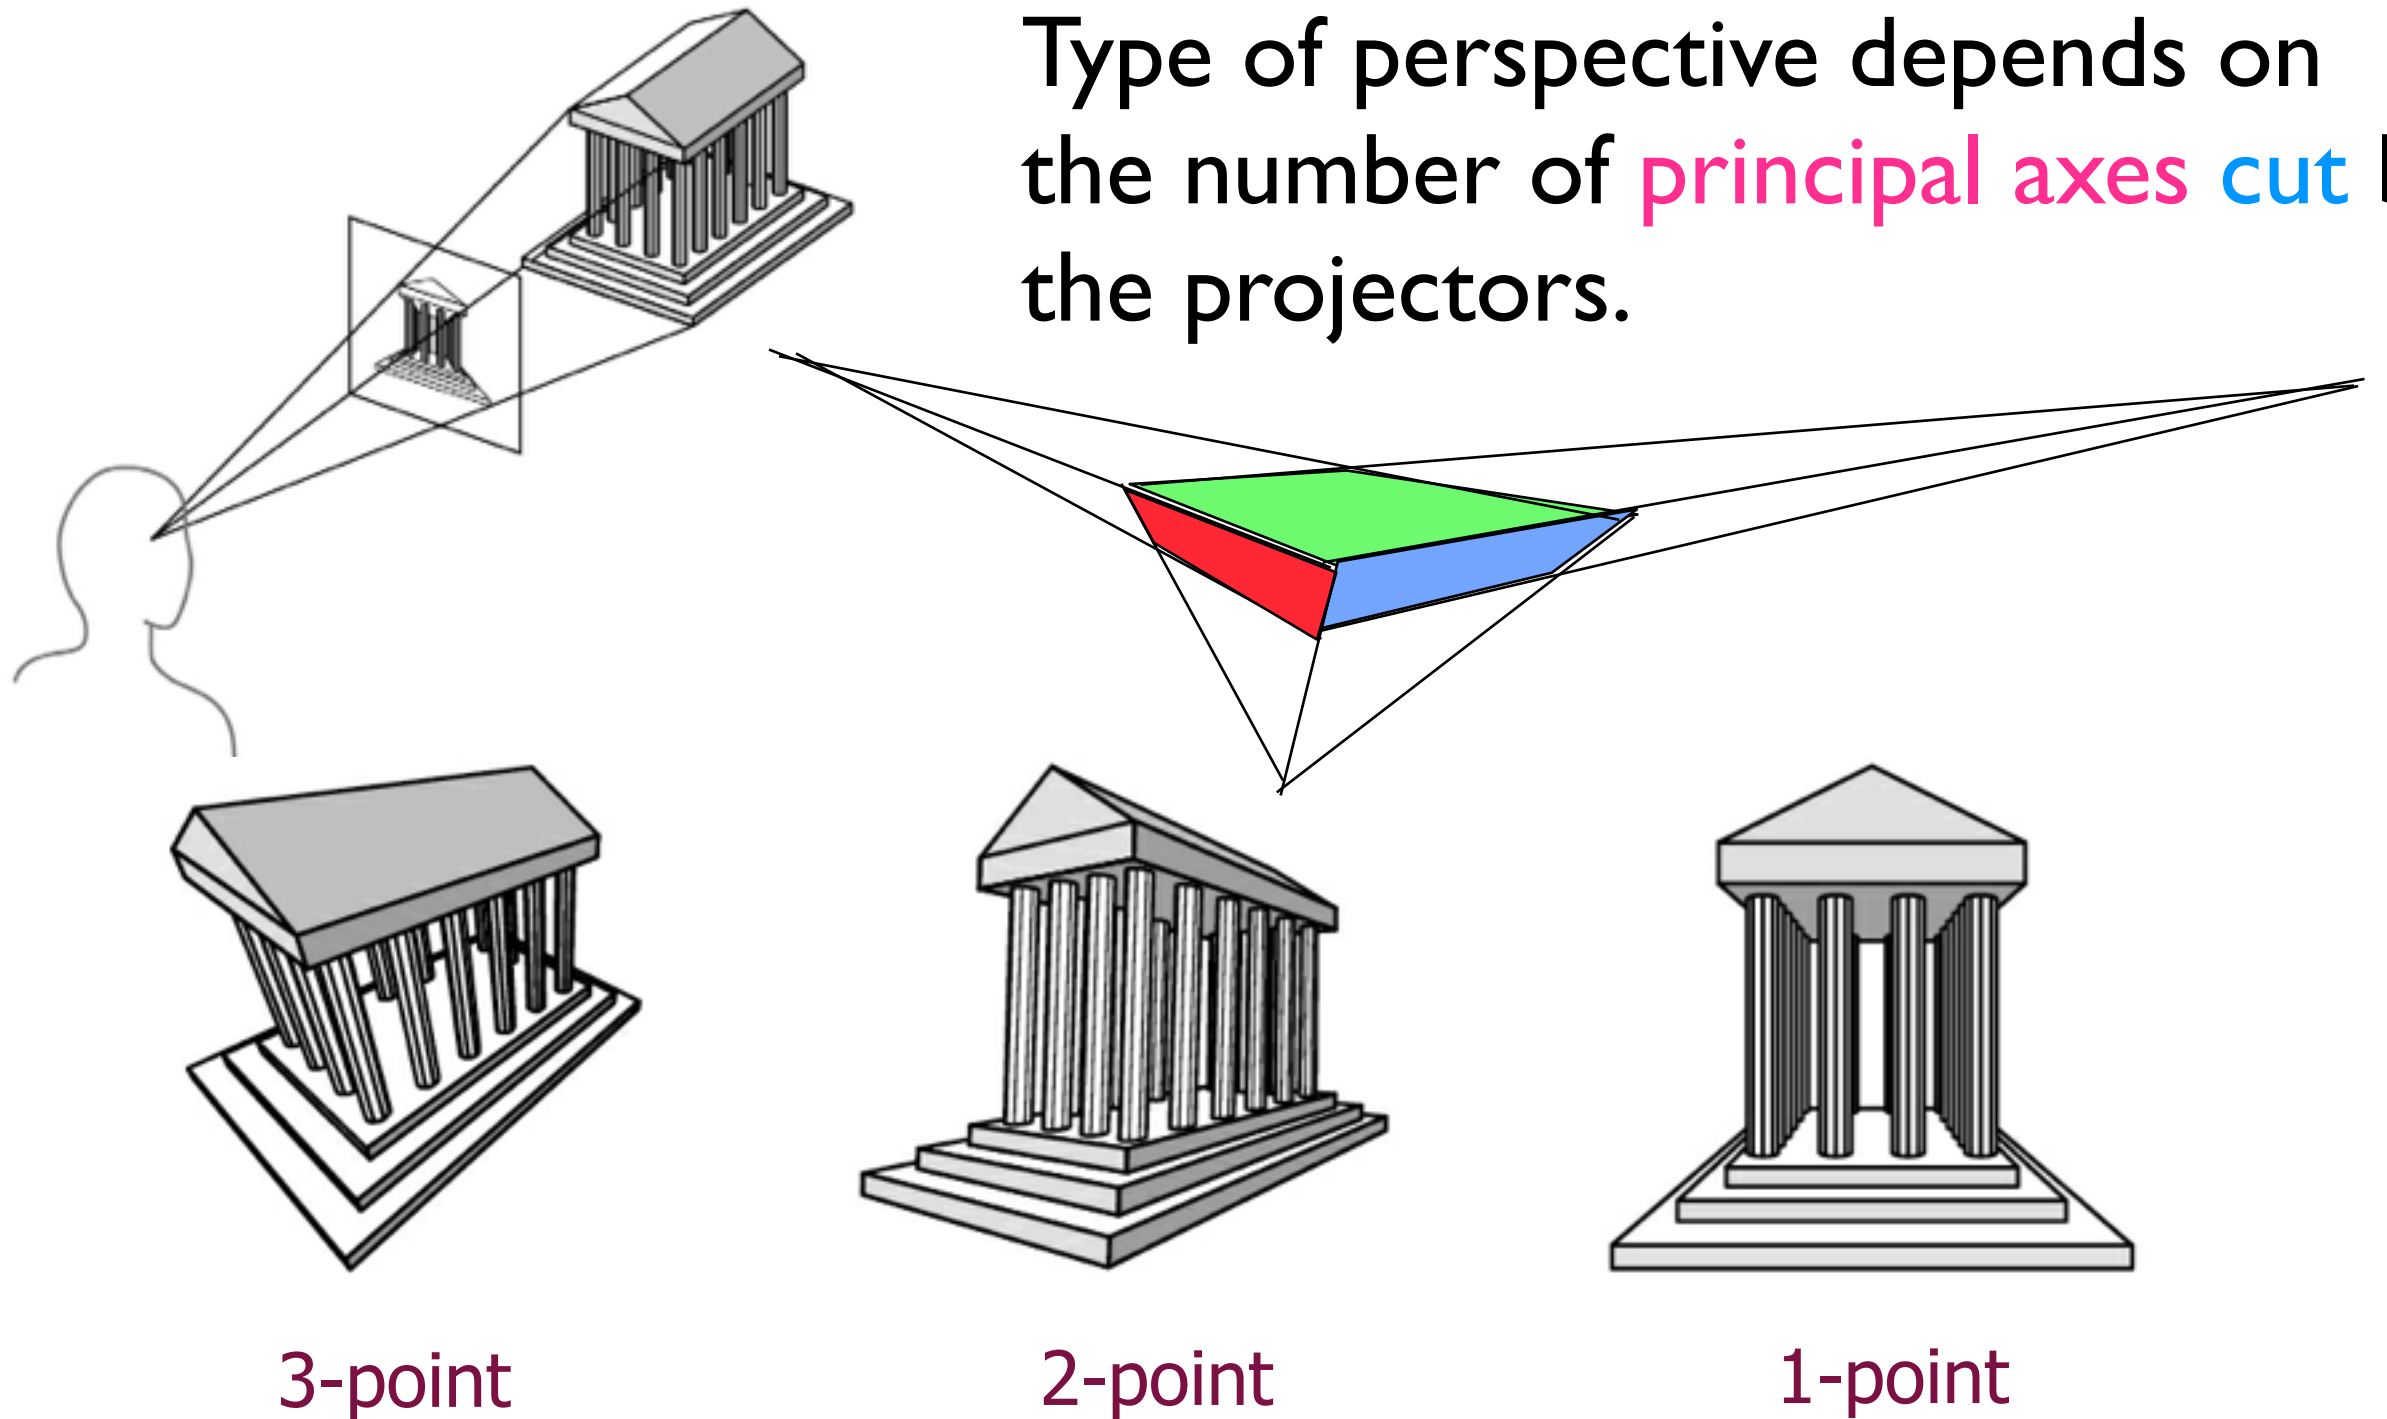 Type of perspective depends on
the number of principal axes cut
the projectors.
3-point
2-point
1-point